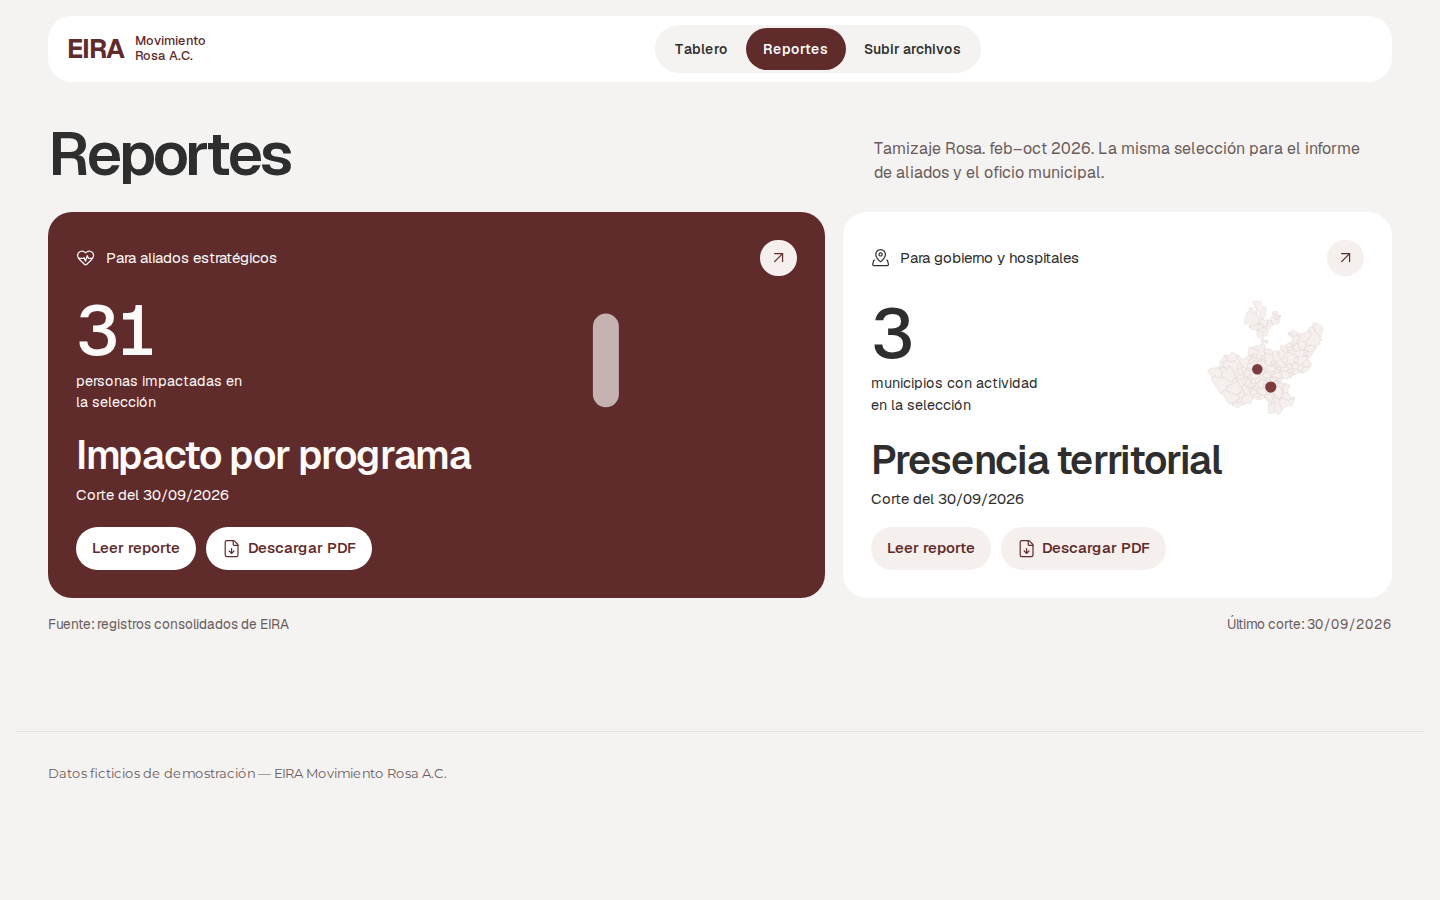 EIRA
Movimiento
Rosa A.C.
Tablero
Reportes
Subir archivos
Reportes
Tamizaje Rosa. feb–oct 2026. La misma selección para el informe
de aliados y el oficio municipal.
Para aliados estratégicos
31
personas impactadas en
la selección
Impacto por programa
Corte del 30/09/2026
Leer reporte
Descargar PDF
Para gobierno y hospitales
3
municipios con actividad
en la selección
Presencia territorial
Corte del 30/09/2026
Leer reporte
Descargar PDF
Fuente: registros consolidados de EIRA
Último corte: 30/09/2026
Datos ficticios de demostración — EIRA Movimiento Rosa A.C.